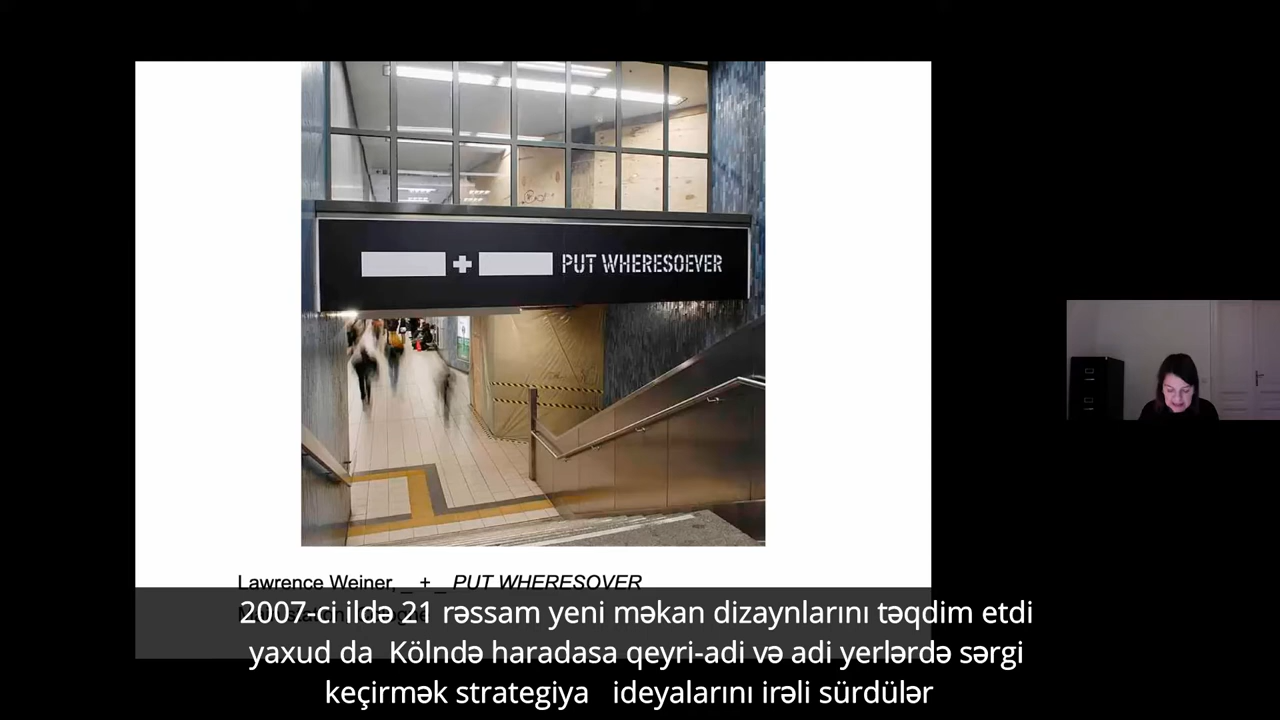 + PUT WHERESOEVER
Lawrence Weiner, _ + _ PUT WHERESOVER
2007-ci ildə 21 rəssam yeni məkan dizaynlarını təqdim etdi
yaxud da Kölndə haradasa qeyri-adi və adi yerlərdə sərgi
keçirmək strategiya ideyalarını irəli sürdülər